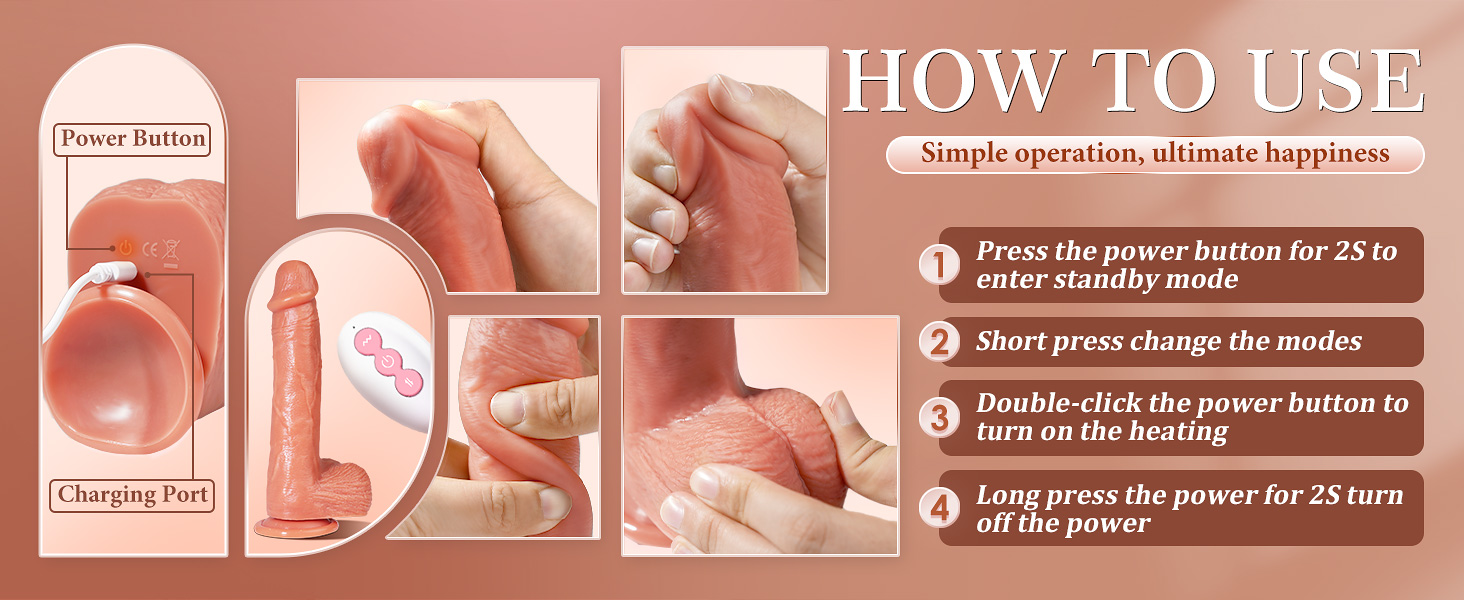 HOW TO USE
Simple operation, ultimate happiness
Power Button
CE
Charging Port
1
Press the power button for 2S to
enter standby mode
2
Short press change the modes
3
Double-click the power button to
turn on the heating
4
Long press the power for 2S turn
off the power